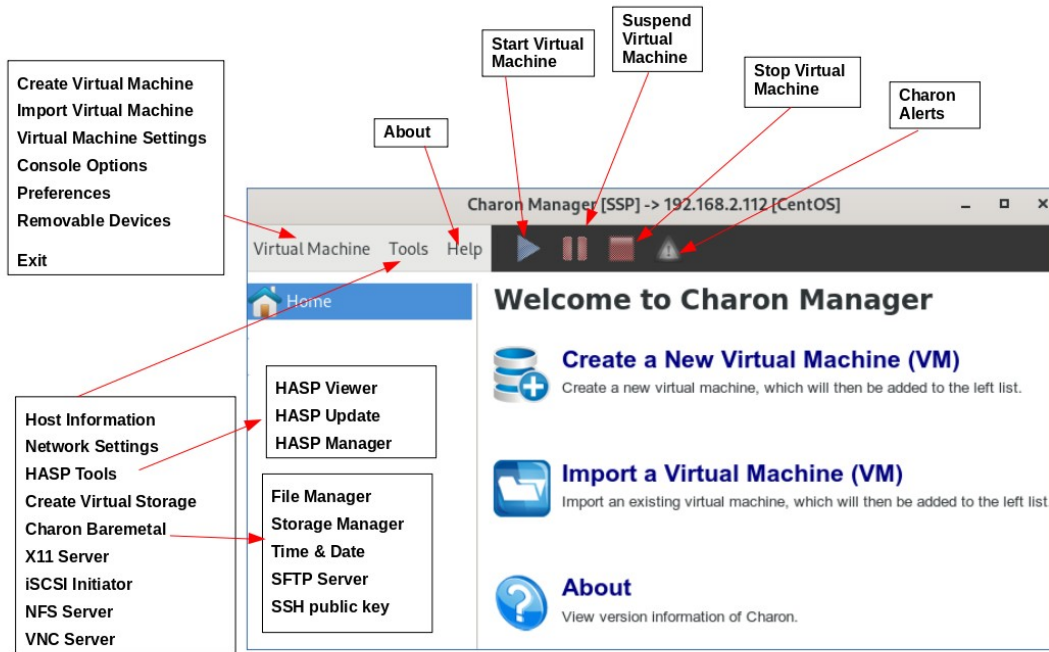 Suspend
Virtual
Machine
Start Virtual
Machine
Stop Virtual
Machine
Charon
Alerts
About
Create Virtual Machine
Import Virtual Machine
Virtual Machine Settings
Console Options
Preferences
Removable Devices
Exit
Charon Manager [SSP] -> 192.168.2.112 [CentOS]
Virtual Machine Tools Help
Home
Welcome to Charon Manager
Create a New Virtual Machine (VM)
Create a new virtual machine, which will then be added to the left list.
Import a Virtual Machine (VM)
Import an existing virtual machine, which will then be added to the left list
About
View version information of Charon.
Host Information
Network Settings
HASP Tools
Create Virtual Storage
Charon Baremetal
X11 Server
iSCSI Initiator
NFS Server
VNC Server
HASP Viewer
HASP Update
HASP Manager
File Manager
Storage Manager
Time & Date
SFTP Server
SSH public key